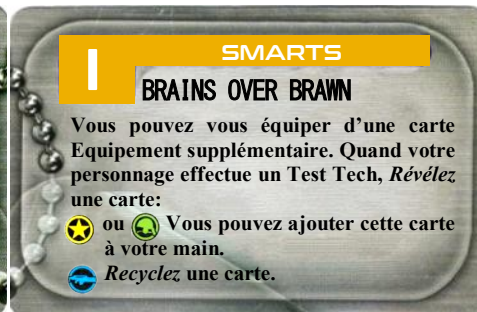 I
SMARTS
BRAINS OVER BRAWN
Vous pouvez vous équiper d'une carte
Equipement supplémentaire. Quand votre
personnage effectue un Test Tech, Révélez
une carte:
ou Vous pouvez ajouter cette carte
à votre main.
Recyclez une carte.